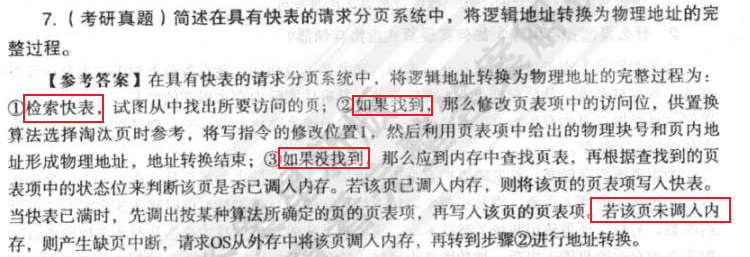 7.（考研真题）简述在具有快表的请求分页系统中，将逻辑地址转换为物理地址的完
整过程。
【参考答案】在具有快表的请求分页系统中，将逻辑地址转换为物理地址的完整过程为：
①检索快表，试图从中找出所要访问的页；②如果找到，那么修改页表项中的访问位，供置换
算法选择淘汰页时参考，将写指令的修改位置1，然后利用页表项中给出的物理块号和页内地
址形成物理地址，地址转换结束；③如果没找到，那么应到内存中查找页表，再根据查找到的页
表项中的状态位来判断该页是否已调入内存。若该页已调入内存，则将该页的页表项写入快表。
当快表已满时，先调出按某种算法所确定的页的页表项，再写入该页的页表项。若该页未调入内
存，则产生缺页中断，请求OS从外存中将该页调入内存，再转到步骤②进行地址转换。